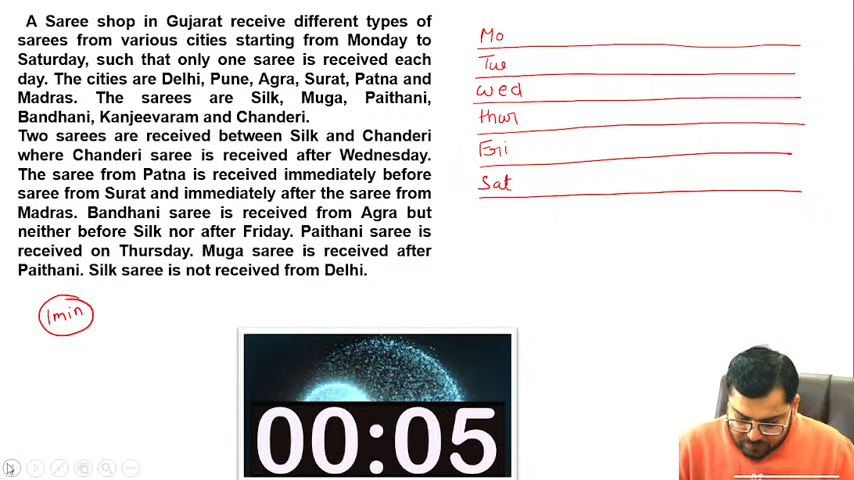 A Saree shop in Gujarat receive different types of
sarees from various cities starting from Monday to
Saturday, such that only one saree is received each
day. The cities are Delhi, Pune, Agra, Surat, Patna and
Madras. The sarees are Silk, Muga, Paithani,
Bandhani, Kanjeevaram and Chanderi.
Two sarees are received between Silk and Chanderi
where Chanderi saree is received after Wednesday.
The saree from Patna is received immediately before
saree from Surat and immediately after the saree from
Madras. Bandhani saree is received from Agra but
neither before Silk nor after Friday. Paithani saree is
received on Thursday. Muga saree is received after
Paithani. Silk saree is not received from Delhi.
1min
Mo
Tue
wed
thur
Fri
Sat
00:05